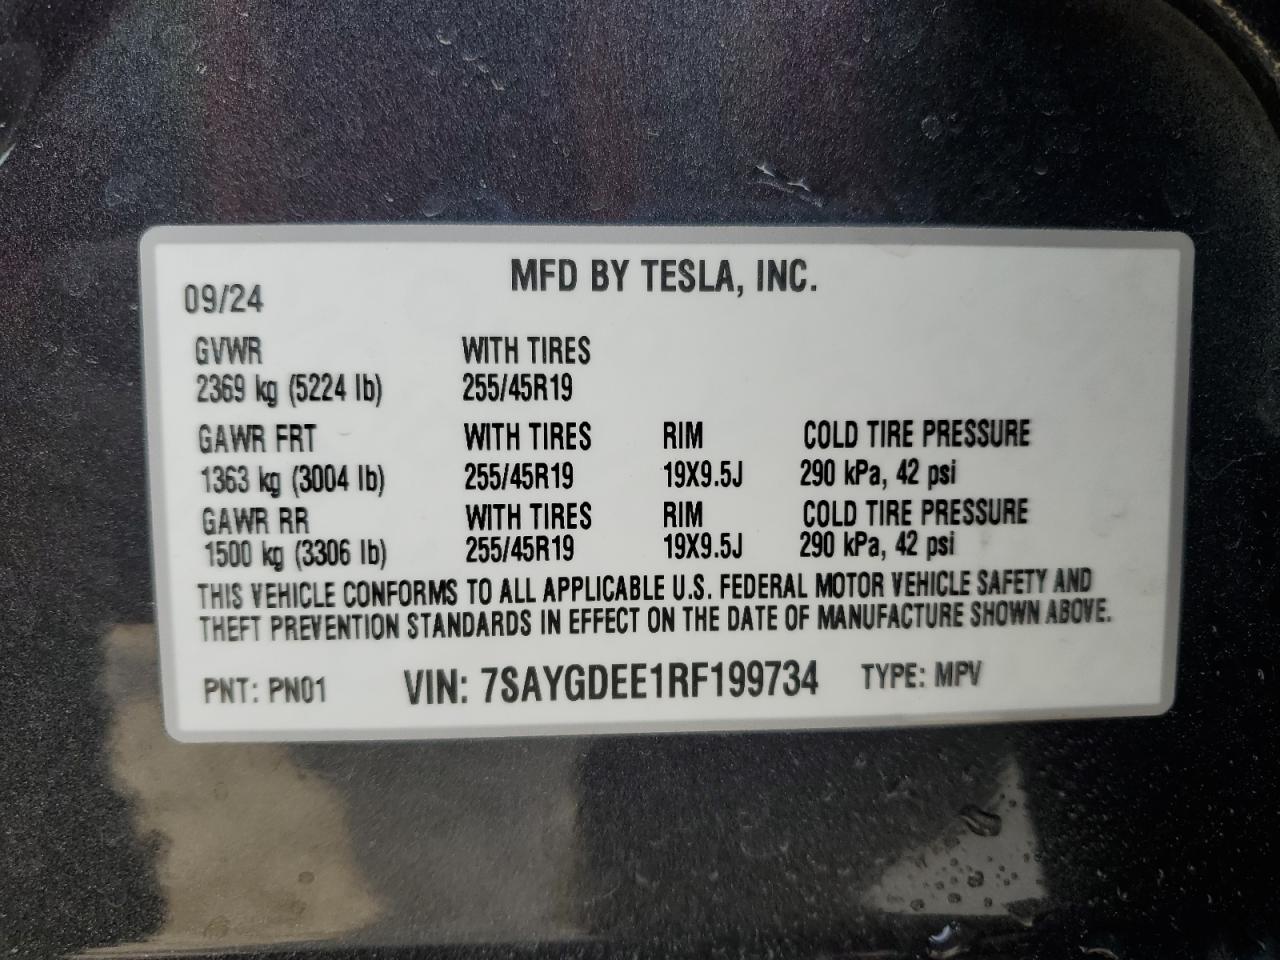 MFD BY TESLA, INC.
09/24
GVWR WITH TIRES
2369 kg (5224 lb) 255/45R19
GAWR FRT WITH TIRES RIM COLD TIRE PRESSURE
1363 kg (3004 lb) 255/45R19 19X9.5J 290 kPa, 42 psi
GAWR RR WITH TIRES RIM COLD TIRE PRESSURE
1500 kg (3306 lb) 255/45R19 19X9.5J 290 kPa, 42 psi
THIS VEHICLE CONFORMS TO ALL APPLICABLE U.S. FEDERAL MOTOR VEHICLE SAFETY AND
THEFT PREVENTION STANDARDS IN EFFECT ON THE DATE OF MANUFACTURE SHOWN ABOVE.
PNT: PN01 VIN: 7SAYGDEE1RF199734 TYPE: MPV